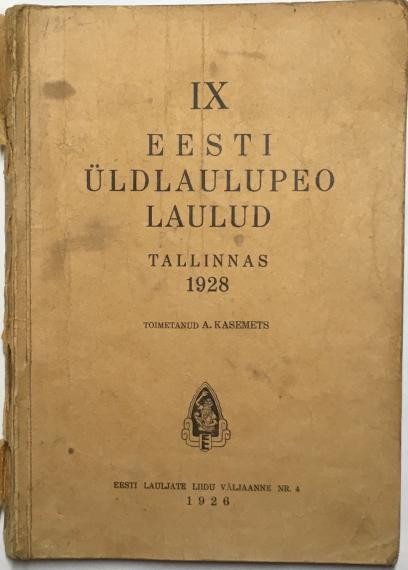 IX
EESTI
ÜLDLAULUPEO
LAULUD
TALLINNAS
1928
TOIMETANUD A. KASEMETS
E
EESTI LAULJATE LIIDU VÄLJAANNE NR. 4
1926